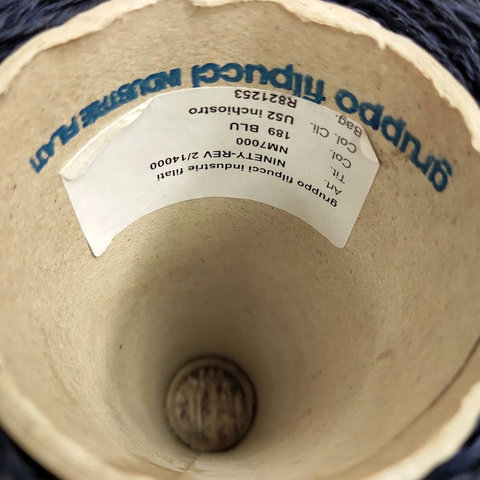 gruppo filpucci INDUSTRIE FILATI
gruppo filpucci industrie filati
Art. NINETY-REV 2/14000
Tit. NM7000
Col. 189 BLU
Col. Cli. U52 inchiostro
Bag. R821253